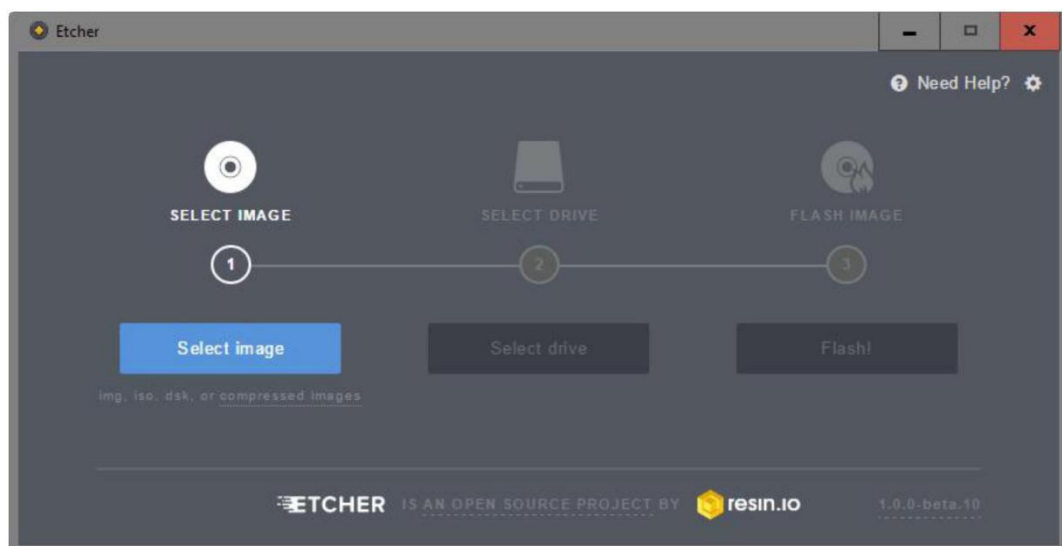 Etcher
Need Help?
SELECT IMAGE
SELECT DRIVE
FLASH IMAGE
1
2
3
Select image
Select drive
Flash!
img, iso, dsk, or compressed images
ETCHER IS AN OPEN SOURCE PROJECT BY resin.io
1.0.0-beta.10